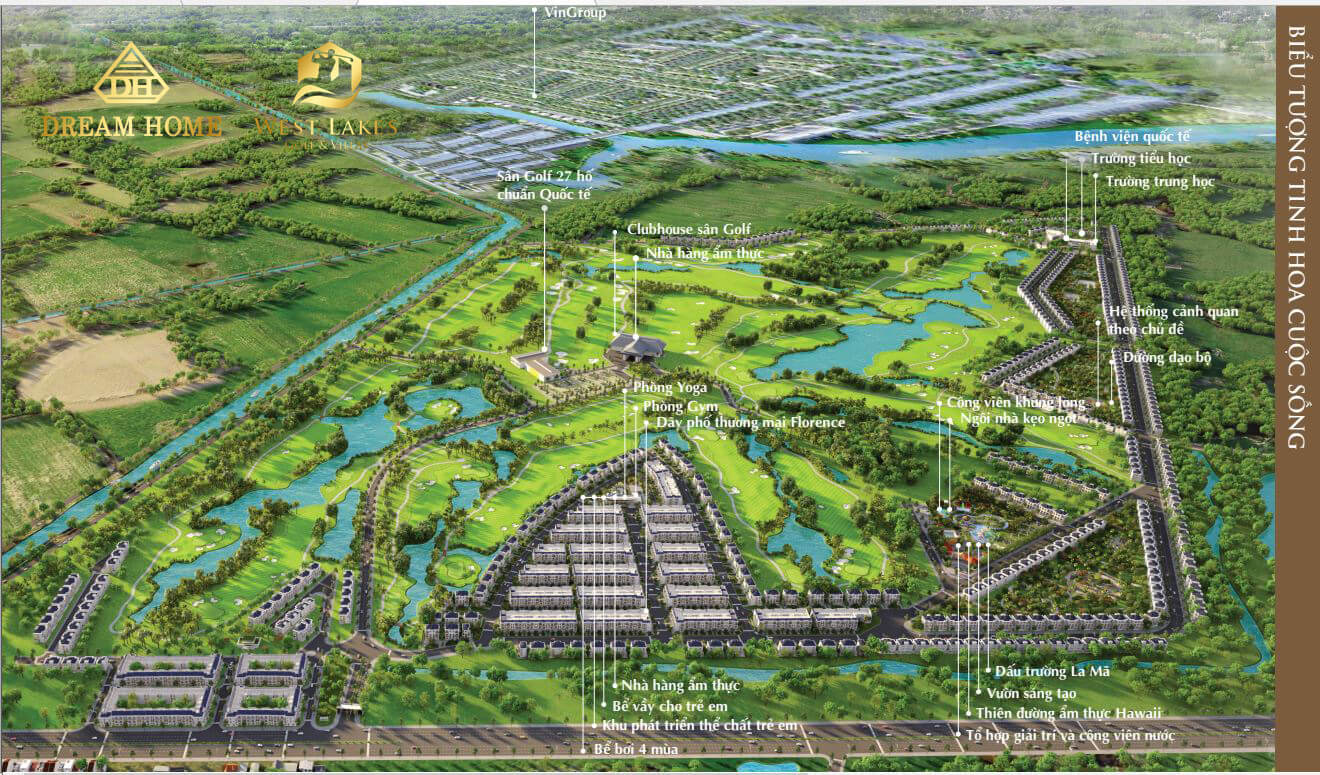 VinGroup
DH
DREAM HOME
WEST LAKES
GOLF & VILLAS
Bệnh viện quốc tế
Trường tiểu học
Trường trung học
Sân Golf 27 hố
chuẩn Quốc tế
Clubhouse sân Golf
Nhà hàng ẩm thực
Hệ thống cảnh quan
theo chủ đề
Đường dạo bộ
Phòng Yoga
Phòng Gym
Dãy phố thương mại Florence
Công viên khủng long
Ngôi nhà kẹo ngọt
Nhà hàng ẩm thực
Bể vây cho trẻ em
Khu phát triển thể chất trẻ em
Bể bơi 4 mùa
Đấu trường La Mã
Vườn sáng tạo
Thiên đường ẩm thực Hawaii
Tổ hợp giải trí và công viên nước
BIỂU TƯỢNG TINH HOA CUỘC SỐNG